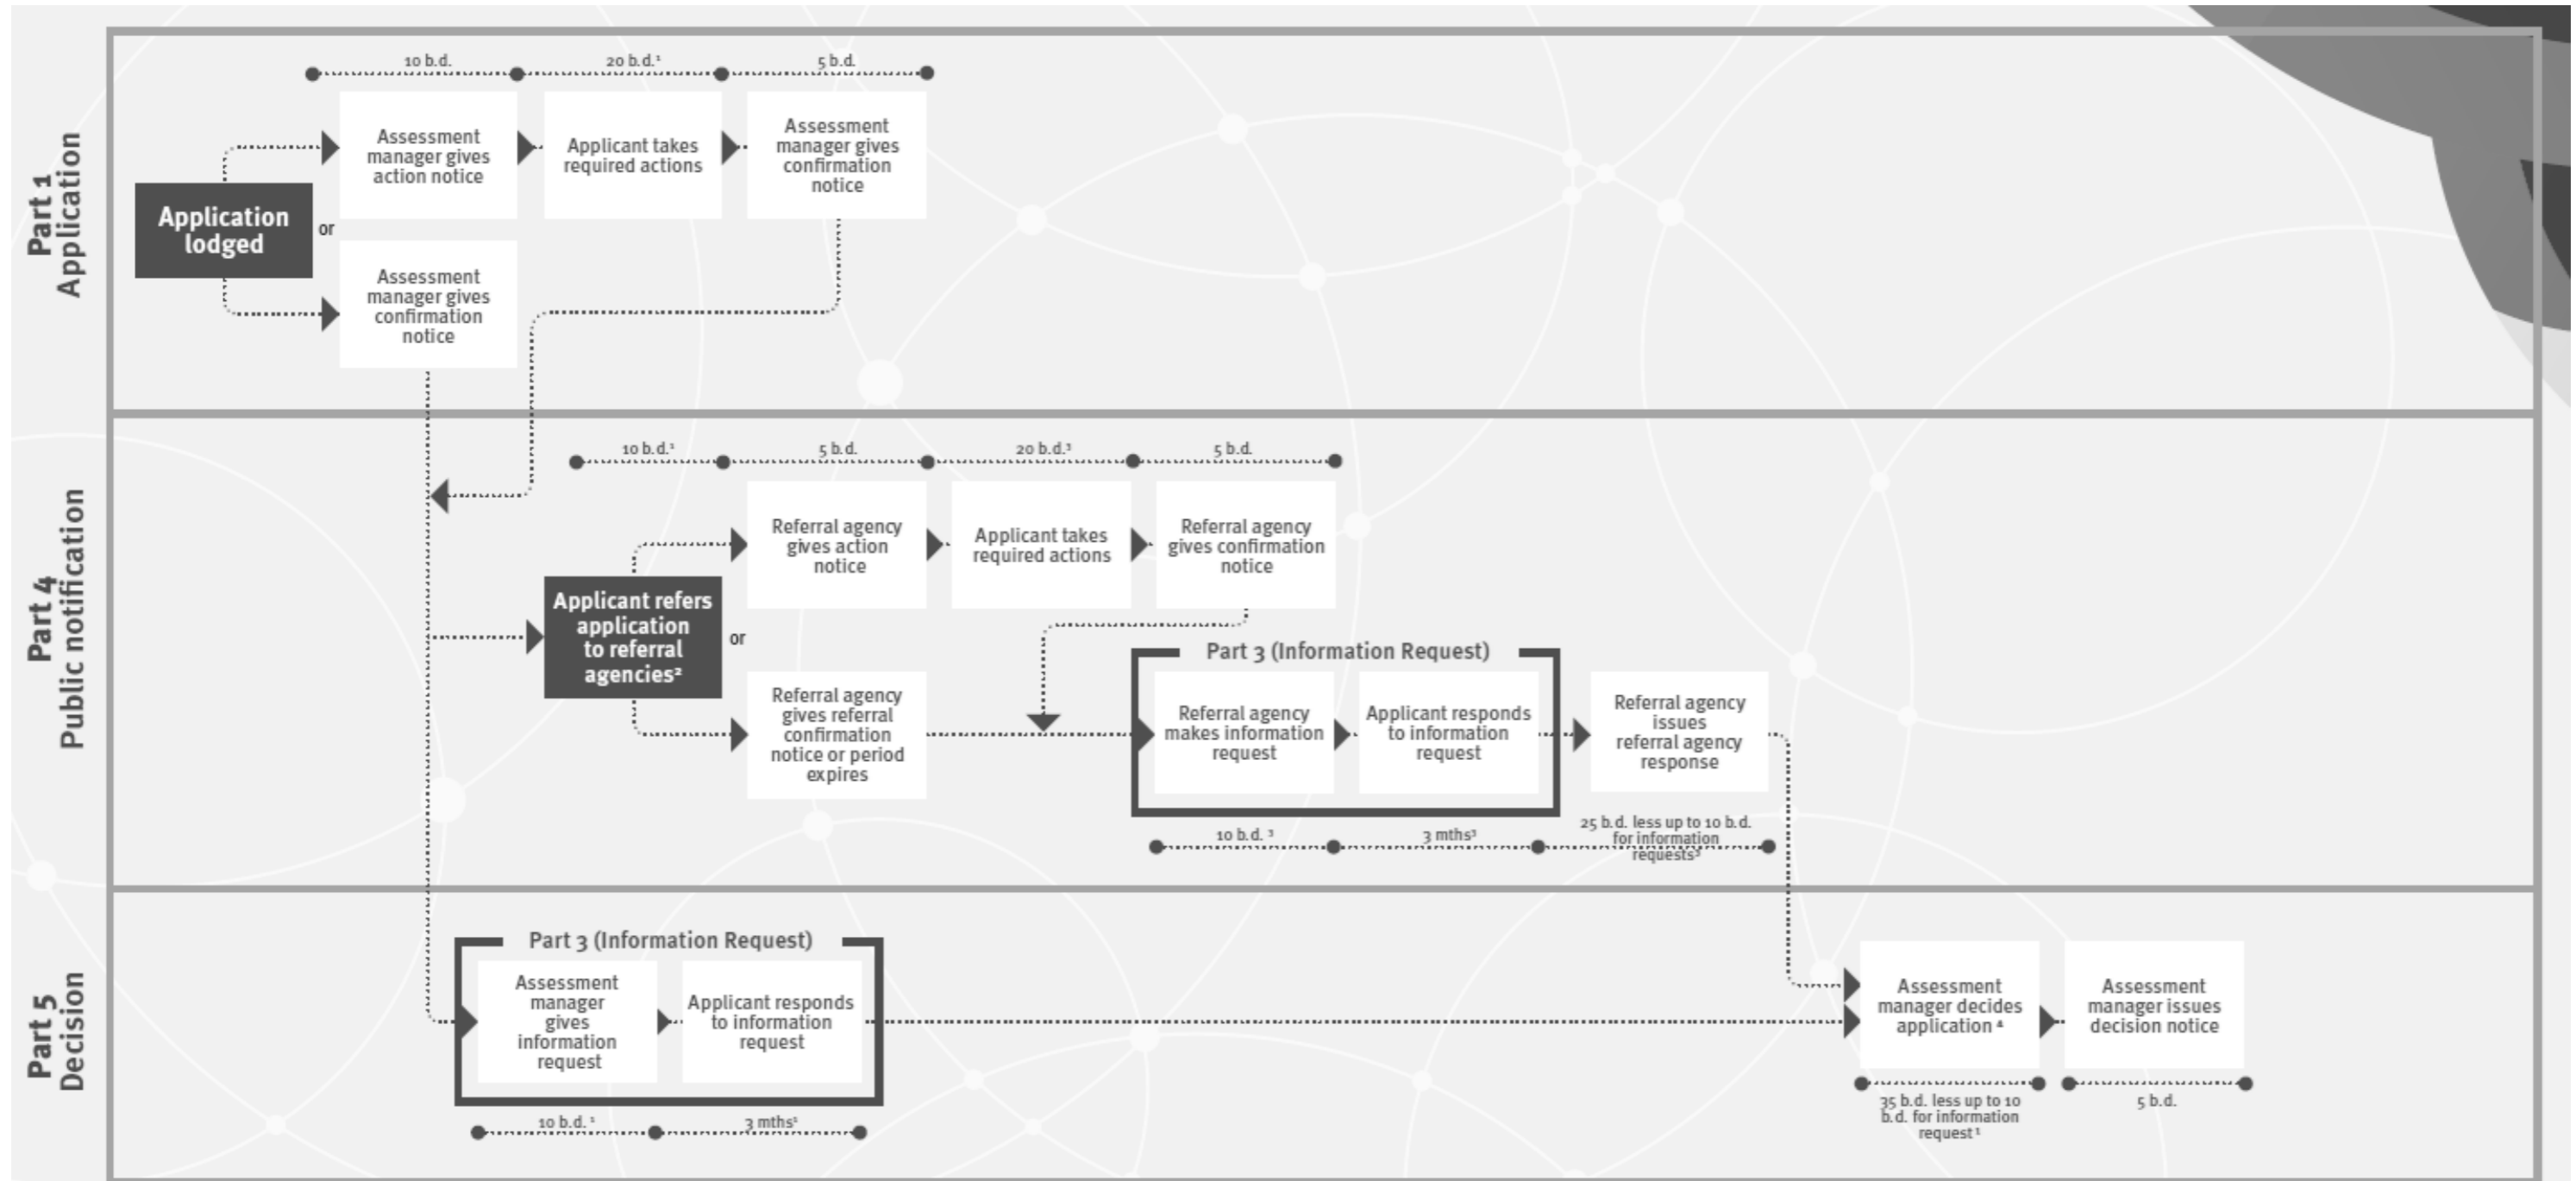 Part 1
Application
10 b.d.
20 b.d.¹
5 b.d.
Application
lodged
or
Assessment
manager gives
action notice
Applicant takes
required actions
Assessment
manager gives
confirmation
notice
Assessment
manager gives
confirmation
notice
Part 4
Public notification
10 b.d.¹
5 b.d.
20 b.d.³
5 b.d.
Applicant refers
application
to referral
agencies²
or
Referral agency
gives action
notice
Applicant takes
required actions
Referral agency
gives confirmation
notice
Referral agency
gives referral
confirmation
notice or period
expires
Part 3 (Information Request)
Referral agency
makes information
request
Applicant responds
to information
request
Referral agency
issues
referral agency
response
10 b.d. ³
3 mths³
25 b.d. less up to 10 b.d.
for information
requests³
Part 5
Decision
Part 3 (Information Request)
Assessment
manager
gives
information
request
Applicant responds
to information
request
10 b.d. ¹
3 mths¹
Assessment
manager decides
application ⁴
Assessment
manager issues
decision notice
35 b.d. less up to 10
b.d. for information
request¹
5 b.d.